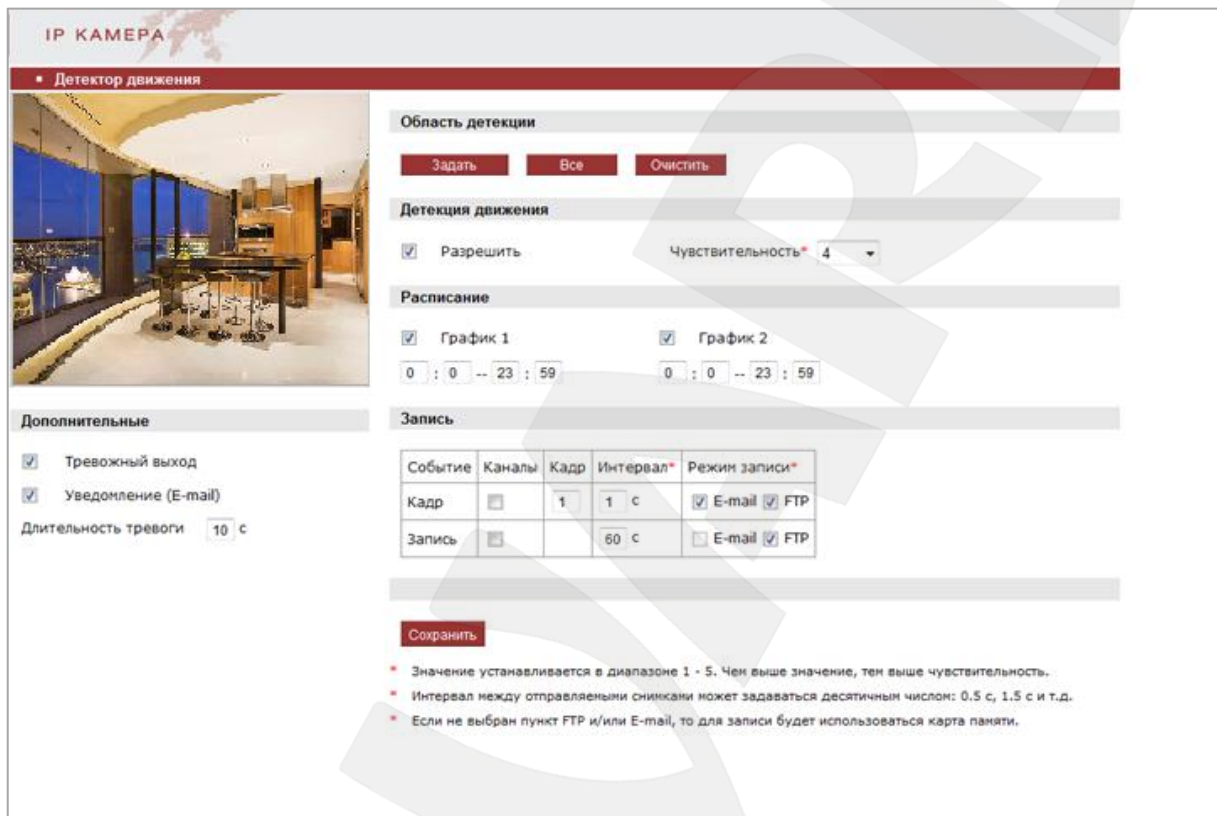 IP КАМЕРА
Детектор движения
Область детекции
Задать Все Очистить
Детекция движения
Разрешить Чувствительность* 4
Расписание
График 1 График 2
0 : 0 -- 23 : 59 0 : 0 -- 23 : 59
Дополнительные
Тревожный выход
Уведомление (E-mail)
Длительность тревоги 10 с
Запись
Событие Каналы Кадр Интервал* Режим записи*
Кадр 1 1 с E-mail FTP
Запись 60 с E-mail FTP
Сохранить
* Значение устанавливается в диапазоне 1 - 5. Чем выше значение, тем выше чувствительность.
* Интервал между отправляемыми снимками может задаваться десятичным числом: 0.5 с, 1.5 с и т.д.
* Если не выбран пункт FTP и/или E-mail, то для записи будет использоваться карта памяти.